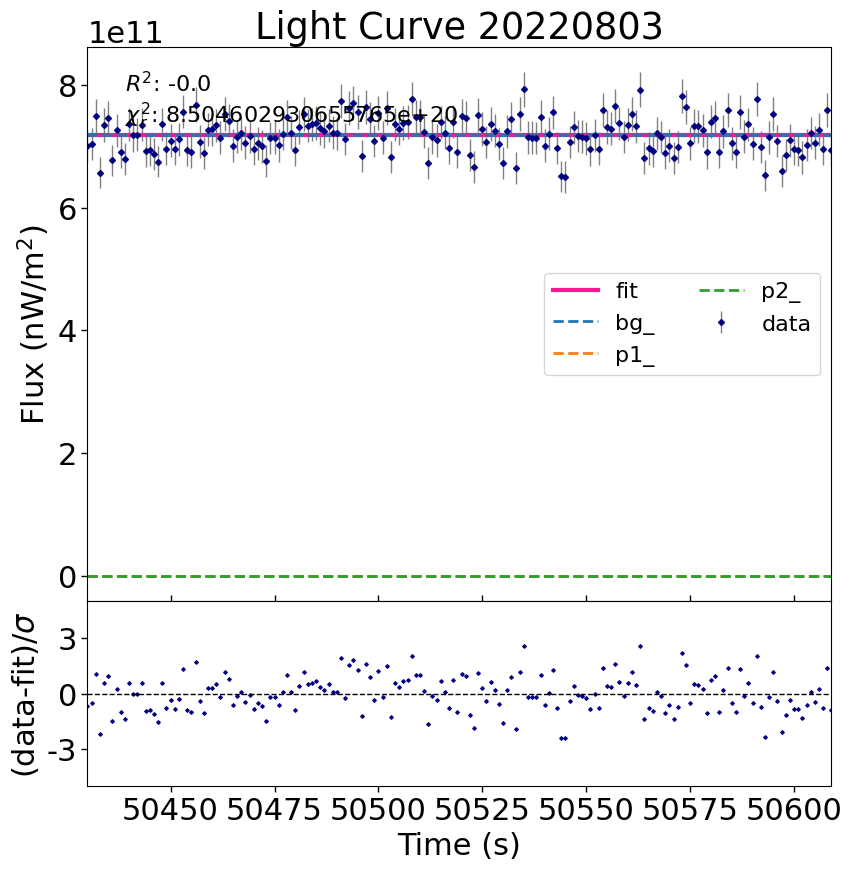 Light Curve 20220803
1e11
R²: -0.0
χ²: 8.504602930655765e+20
8
6
4
2
0
Flux (nW/m²)
fit
bg_
p1_
p2_
data
3
0
-3
(data-fit)/σ
50450 50475 50500 50525 50550 50575 50600
Time (s)